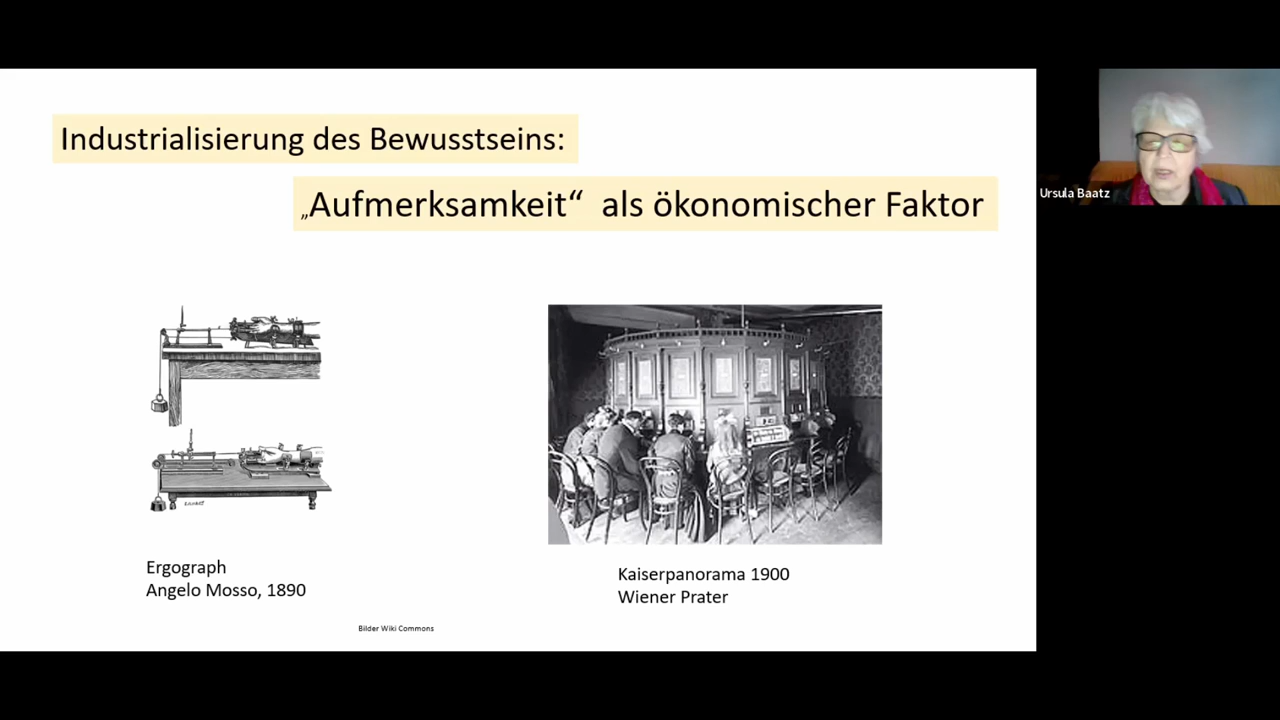 Industrialisierung des Bewusstseins:
„Aufmerksamkeit“ als ökonomischer Faktor
Ursula Baatz
Ergograph
Angelo Mosso, 1890
Kaiserpanorama 1900
Wiener Prater
Bilder Wiki Commons